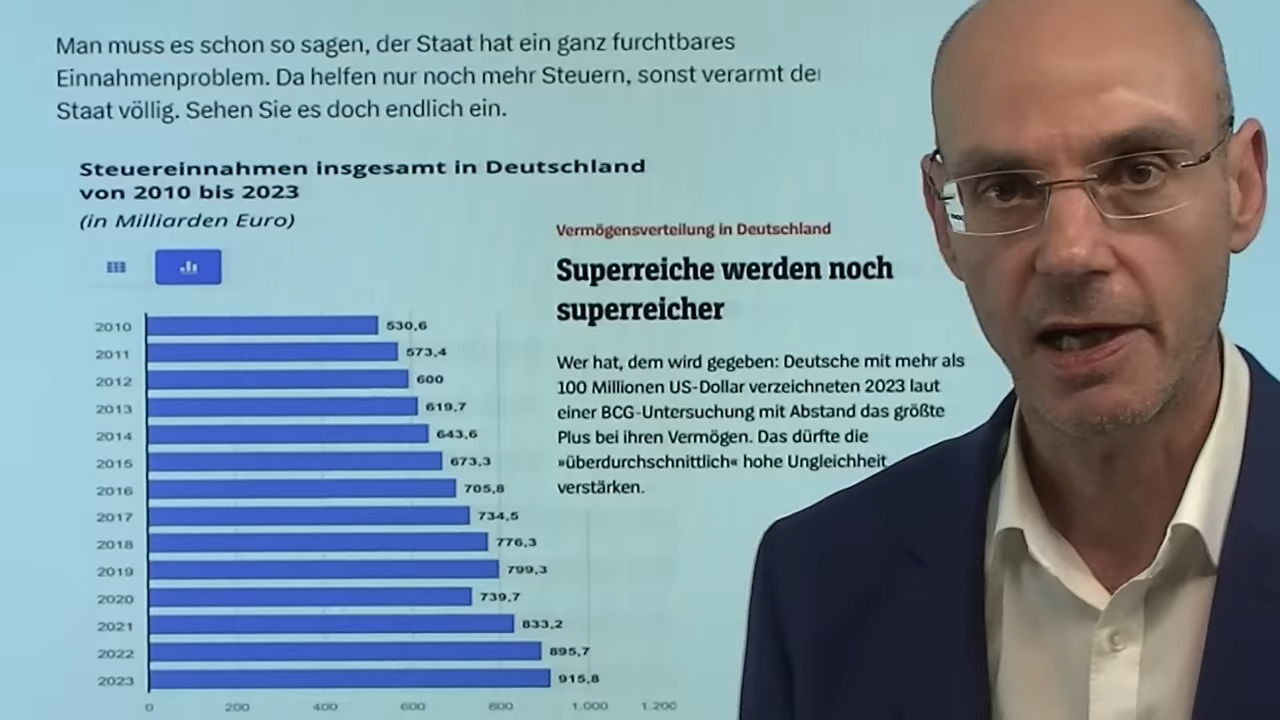 Man muss es schon so sagen, der Staat hat ein ganz furchtbares
Einnahmenproblem. Da helfen nur noch mehr Steuern, sonst verarmt
Staat völlig. Sehen Sie es doch endlich ein.
Steuereinnahmen insgesamt in Deutschland
von 2010 bis 2023
(in Milliarden Euro)
Vermögensverteilung in Deutschland
Superreiche werden noch
superreicher
Wer hat, dem wird gegeben: Deutsche mit mehr als
100 Millionen US-Dollar verzeichneten 2023 laut
einer BCG-Untersuchung mit Abstand das größte
Plus bei ihren Vermögen. Das dürfte die
»überdurchschnittlich« hohe Ungleichheit
verstärken.
2010 530,6
2011 573,4
2012 600
2013 619,7
2014 643,6
2015 673,3
2016 705,8
2017 734,5
2018 776,3
2019 799,3
2020 739,7
2021 833,2
2022 895,7
2023 915,8
0 200 400 600 800 1.000 1.200